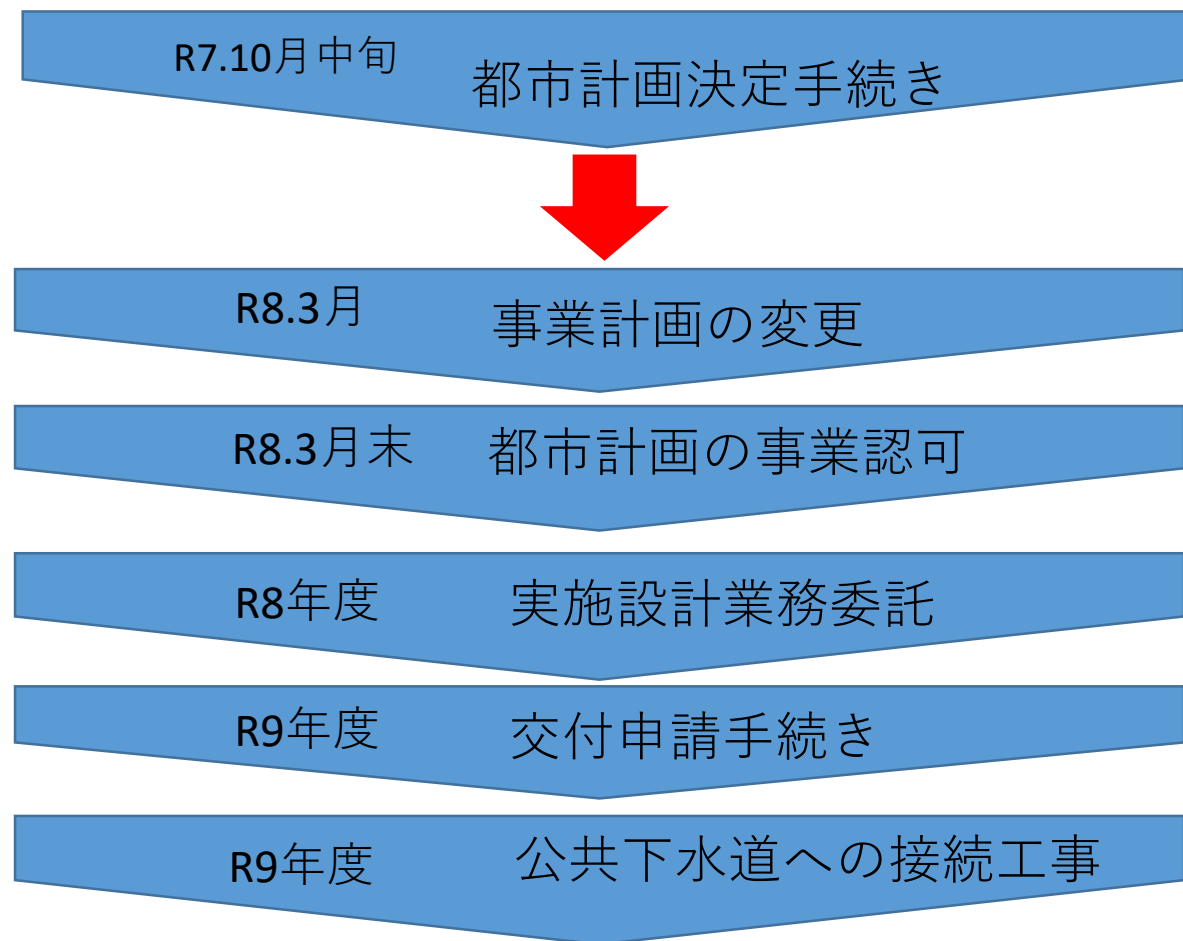 R7.10月中旬 都市計画決定手続き
R8.3月 事業計画の変更
R8.3月末 都市計画の事業認可
R8年度 実施設計業務委託
R9年度 交付申請手続き
R9年度 公共下水道への接続工事